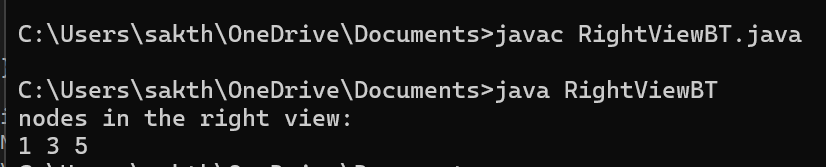 C:\Users\sakth\OneDrive\Documents>javac RightViewBT.java
C:\Users\sakth\OneDrive\Documents>java RightViewBT
nodes in the right view:
1 3 5